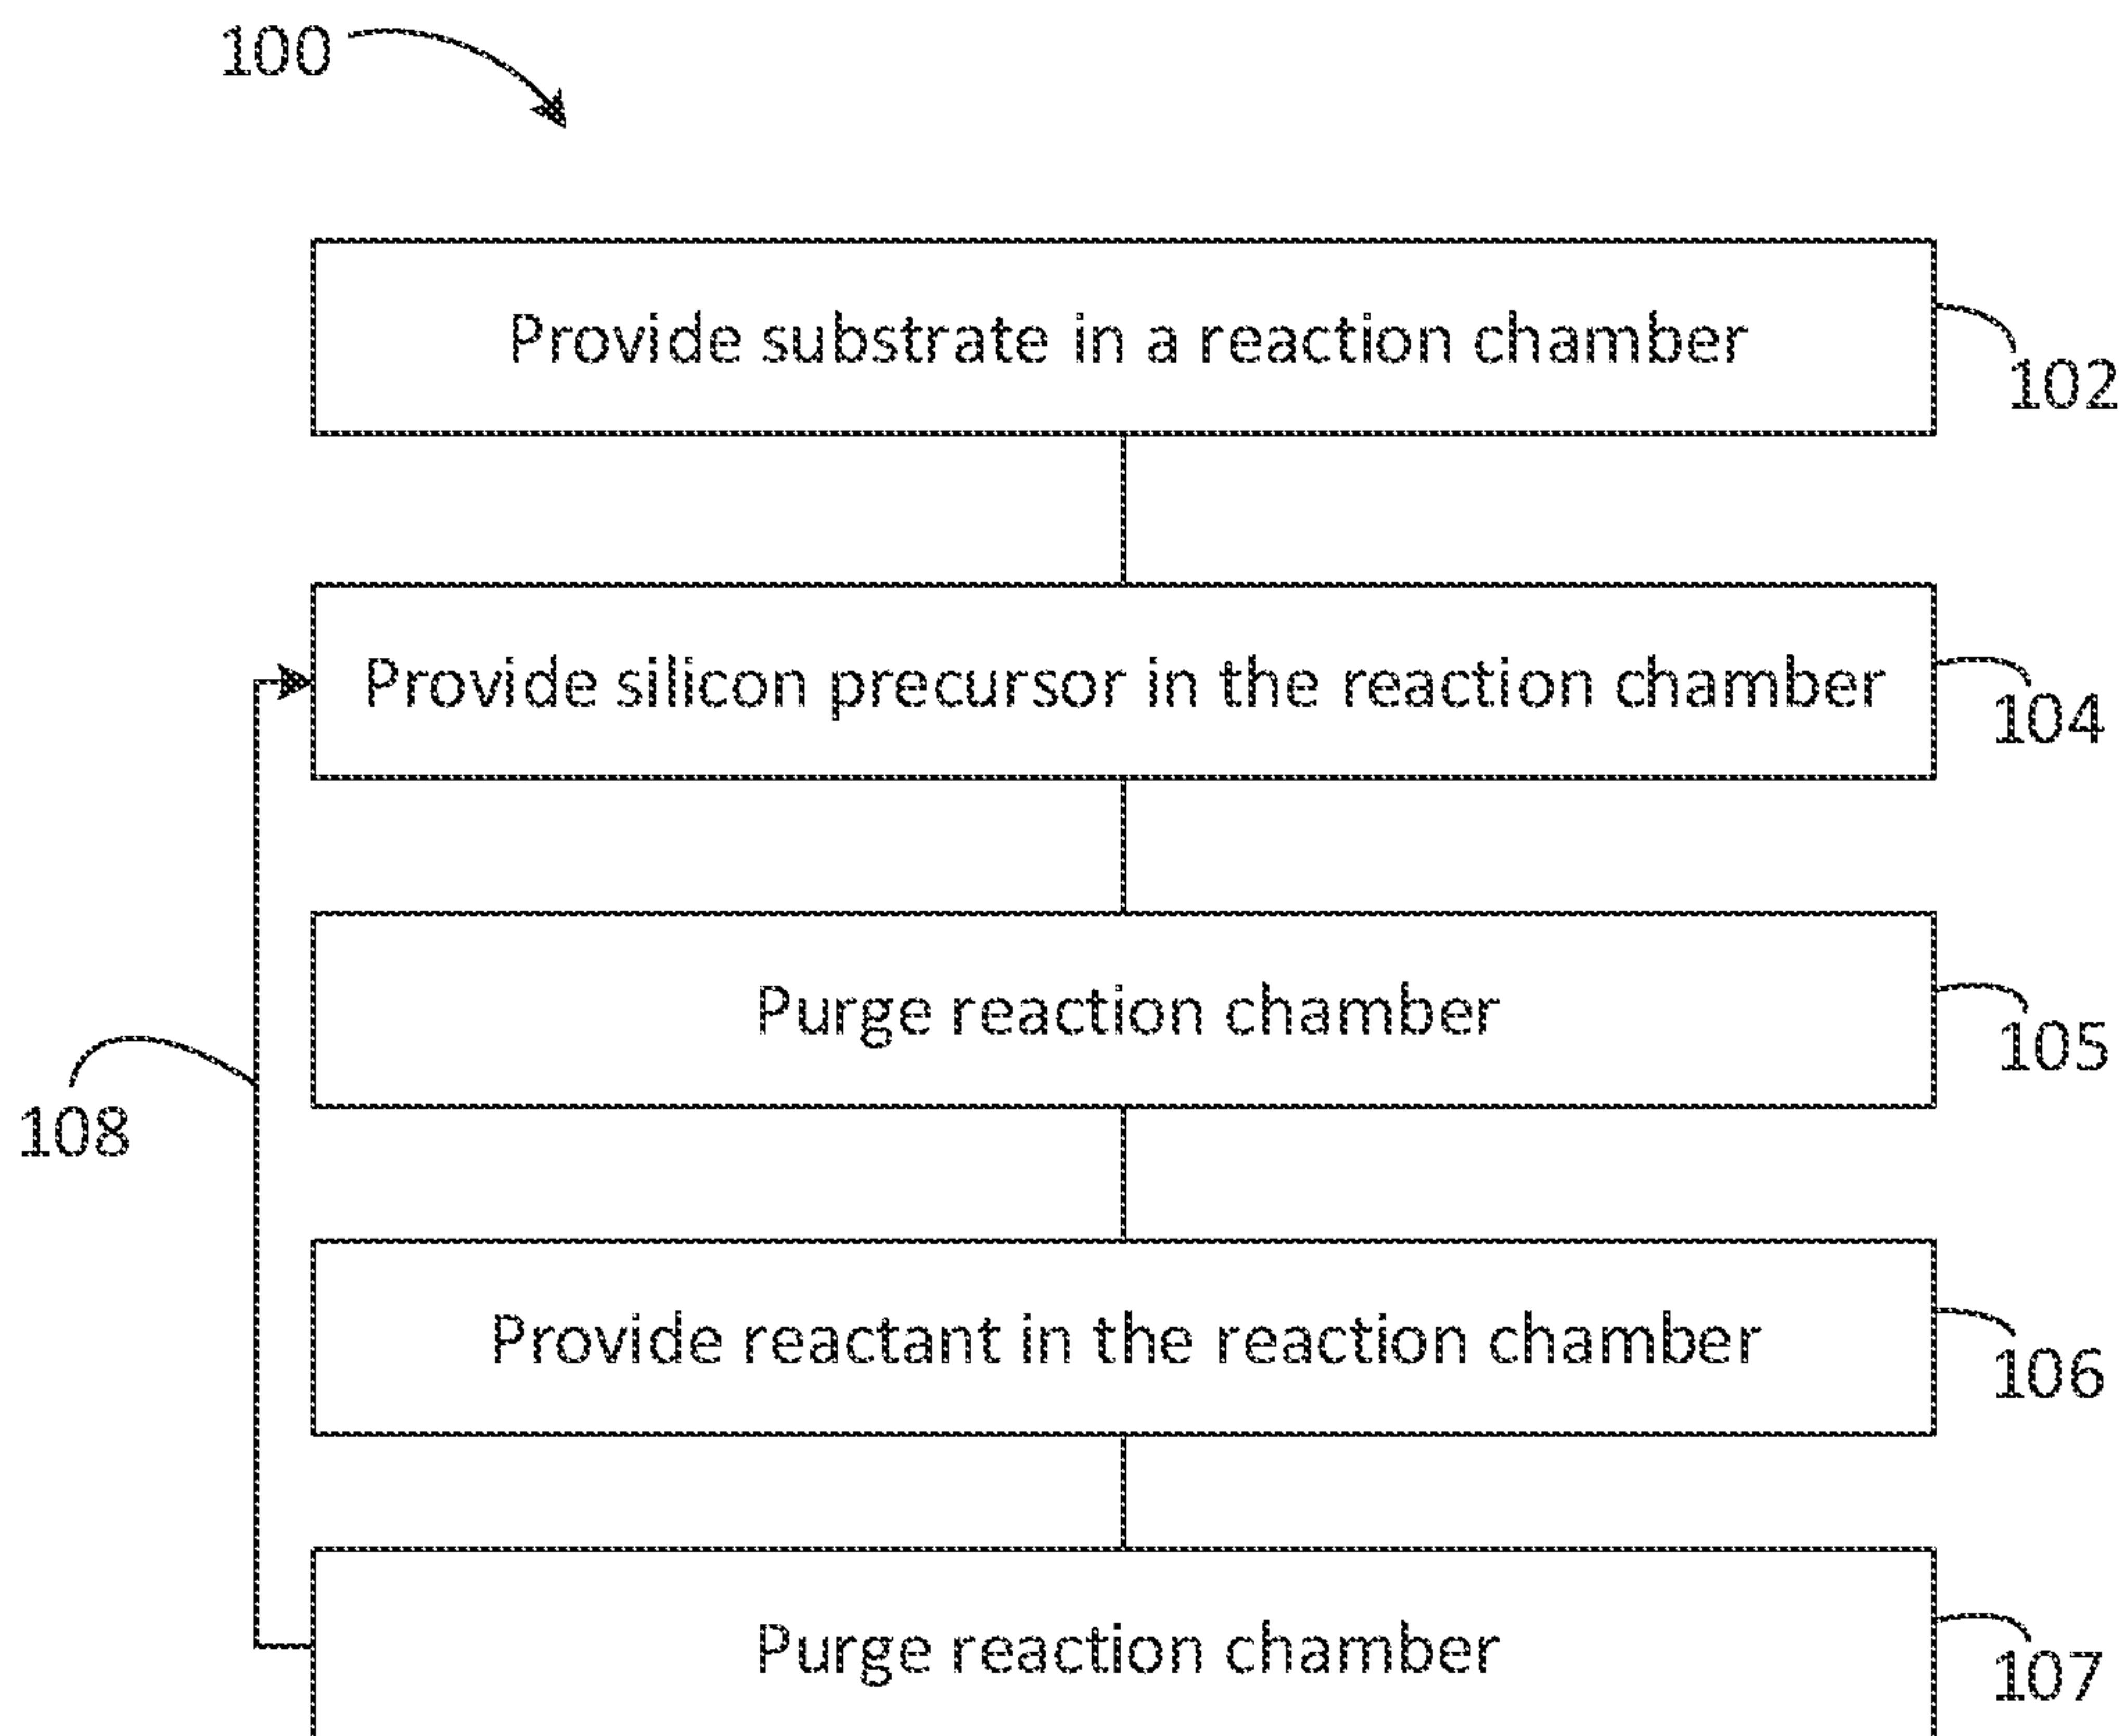 100
Provide substrate in a reaction chamber
102
Provide silicon precursor in the reaction chamber
104
Purge reaction chamber
105
108
Provide reactant in the reaction chamber
106
Purge reaction chamber
107